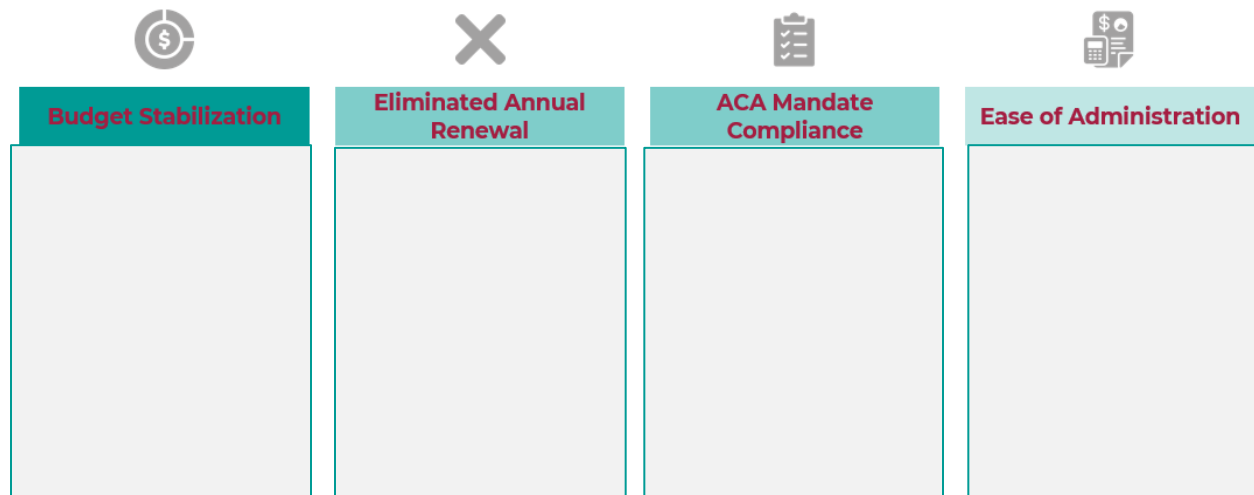 Budget Stabilization
Eliminated Annual
Renewal
ACA Mandate
Compliance
Ease of Administration